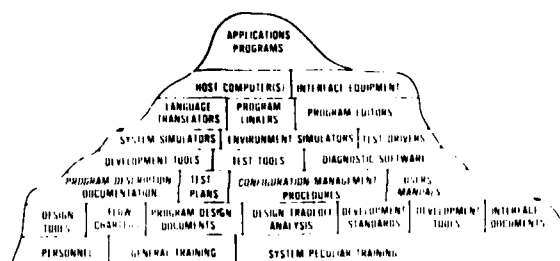 APPLICATIONS
PROGRAMS
HOST COMPUTER(S) INTERFACE EQUIPMENT
LANGUAGE TRANSLATORS PROGRAM LINKERS PROGRAM EDITORS
SYSTEM SIMULATORS ENVIRONMENT SIMULATORS TEST DRIVERS
DEVELOPMENT TOOLS TEST TOOLS DIAGNOSTIC SOFTWARE
PROGRAM DESCRIPTION DOCUMENTATION TEST PLANS CONFIGURATION MANAGEMENT PROCEDURES USERS MANUALS
DESIGN TOOLS FLOW CHARTERS PROGRAM DESIGN DOCUMENTS DESIGN TRADEOFF ANALYSIS DEVELOPMENT STANDARDS DEVELOPMENT TOOLS INTERFACE DOCUMENTS
PERSONNEL GENERAL TRAINING SYSTEM PECULIAR TRAINING